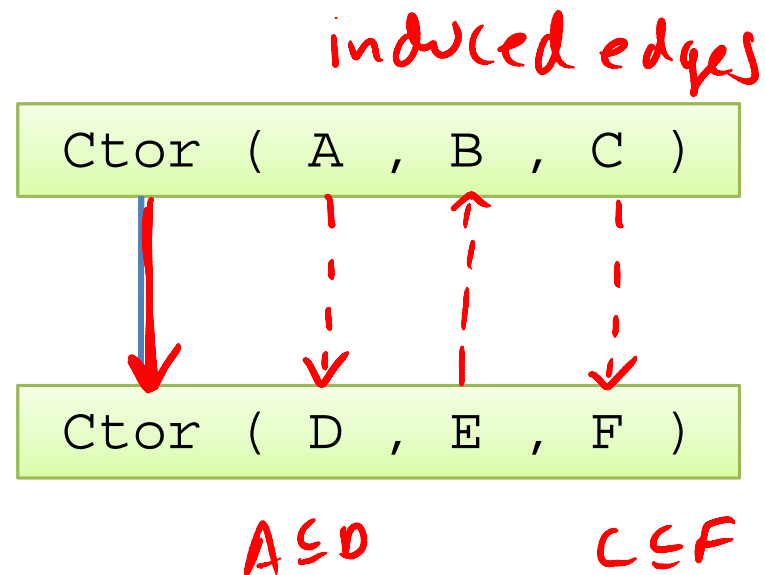 induced edges
Ctor ( A , B , C )
Ctor ( D , E , F )
A ⊆ D C ⊆ F